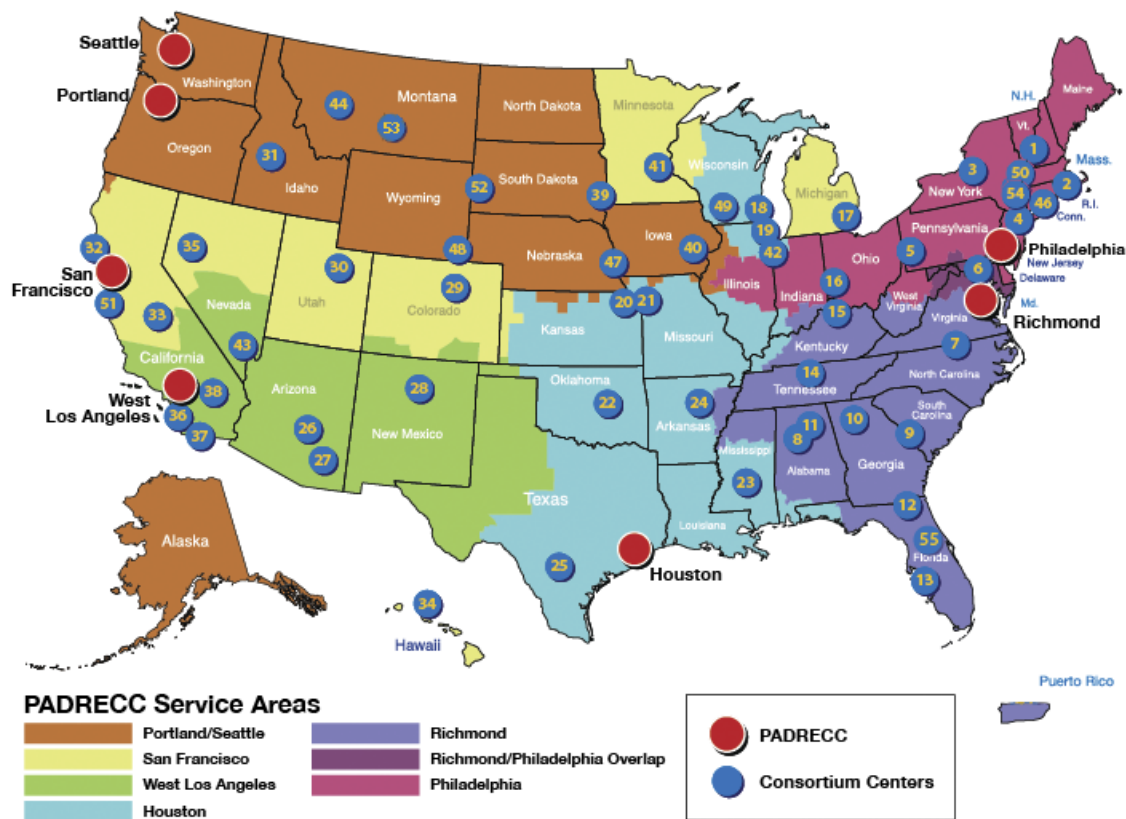 Seattle
Washington
Portland
Oregon
Montana
44
53
31
Idaho
Wyoming
North Dakota
South Dakota
52
39
Nebraska
48
47
Minnesota
41
Iowa
40
Wisconsin
49
18
19
42
Michigan
17
Illinois
Indiana
16
Ohio
Pennsylvania
5
New York
3
N.H.
Vt.
1
Maine
Mass.
50
2
54
46
R.I.
Conn.
4
Philadelphia
New Jersey
6
Delaware
Md.
Richmond
West
Virginia
Virginia
7
15
Kentucky
14
Tennessee
North Carolina
South
Carolina
9
10
Georgia
11
8
Alabama
Mississippi
23
12
55
Florida
13
32
San
Francisco
51
33
35
Nevada
43
California
West
Los Angeles
38
36
37
30
Utah
29
Colorado
Arizona
26
27
28
New Mexico
Kansas
20
21
Missouri
Oklahoma
22
24
Arkansas
Texas
25
Louisiana
Houston
Alaska
34
Hawaii
Puerto Rico
PADRECC Service Areas
Portland/Seattle
San Francisco
West Los Angeles
Houston
Richmond
Richmond/Philadelphia Overlap
Philadelphia
PADRECC
Consortium Centers